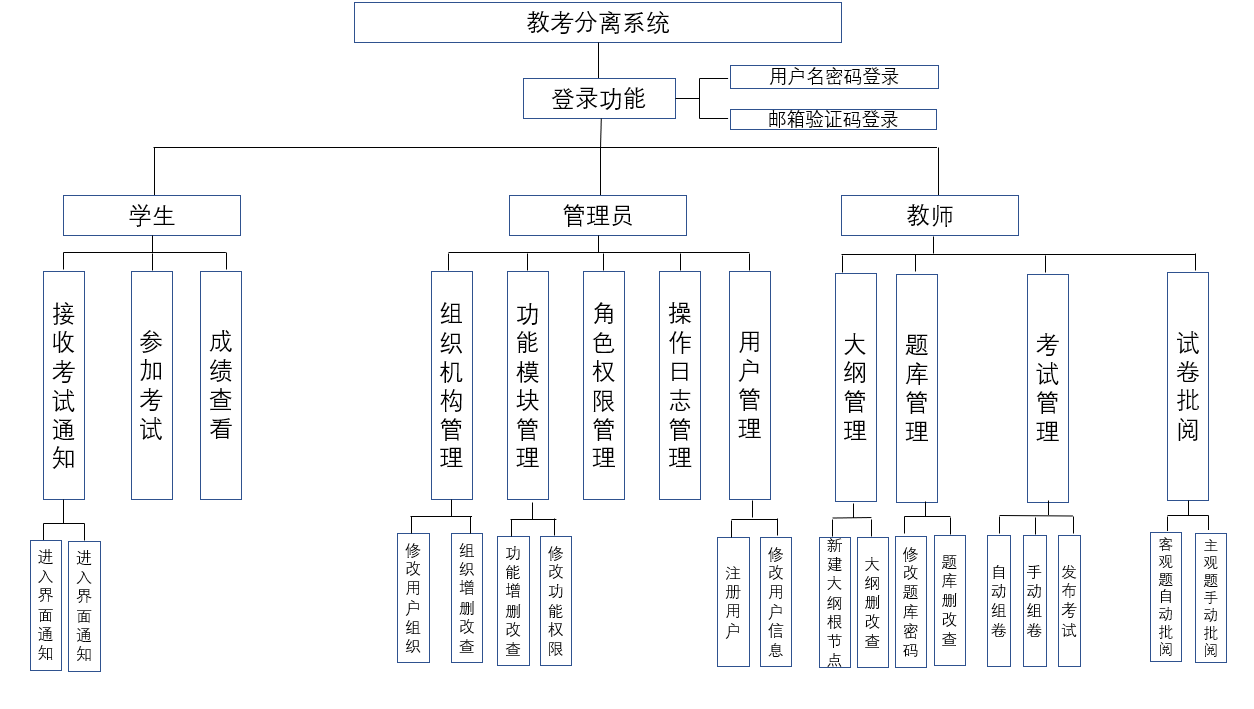 教考分离系统
登录功能
用户名密码登录
邮箱验证码登录
学生
管理员
教师
接收考试通知
参加考试
成绩查看
组织机构管理
功能模块管理
角色权限管理
操作日志管理
用户管理
大纲管理
题库管理
考试管理
试卷批阅
进入界面通知
进入界面通知
修改用户组织
组织增删改查
功能增删改查
修改功能权限
注册用户
修改用户信息
新建大纲根节点
大纲删改查
修改题库密码
题库删改查
自动组卷
手动组卷
发布考试
客观题自动批阅
主观题手动批阅